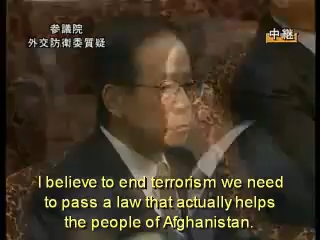 参議院
外交防衛委質疑
中継
I believe to end terrorism we need
to pass a law that actually helps
the people of Afghanistan.